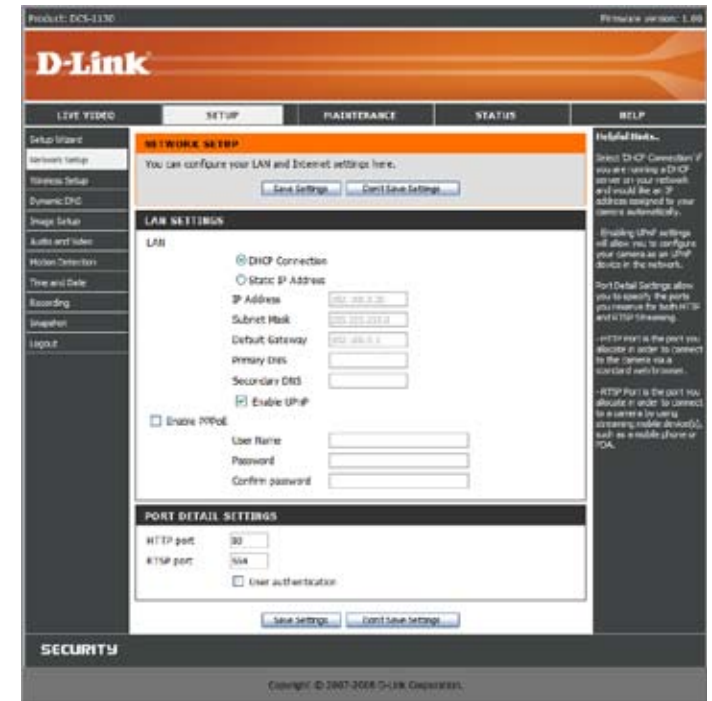 Product: DCS-1130
Firmware version: 1.00
D-Link
LIVE VIDEO
SETUP
MAINTENANCE
STATUS
HELP
Setup Wizard
Network Setup
Wireless Setup
Dynamic DNS
Image Setup
Audio and Video
Motion Detection
Time and Date
Recording
Snapshot
Logout
NETWORK SETUP
You can configure your LAN and Internet settings here.
Save Settings
Don't Save Settings
LAN SETTINGS
LAN
DHCP Connection
Static IP Address
IP Address
Subnet Mask
Default Gateway
Primary DNS
Secondary DNS
Enable UPnP
Enable PPPoE
User Name
Password
Confirm password
PORT DETAIL SETTINGS
HTTP port 80
RTSP port 554
User authentication
Save Settings
Don't Save Settings
Helpful Hints..
Select 'DHCP Connection' if
you are running a DHCP
server on your network
and would like an IP
address assigned to your
camera automatically.
- Enabling UPnP settings
will allow you to configure
your camera as an UPnP
device in the network.
Port Detail Settings allow
you to specify the ports
you reserve for both HTTP
and RTSP Streaming.
- HTTP Port is the port you
allocate in order to connect
to the camera via a
standard web browser.
- RTSP Port is the port you
allocate in order to connect
to a camera by using
streaming mobile device(s),
such as a mobile phone or
PDA.
SECURITY
Copyright © 2007-2008 D-Link Corporation.